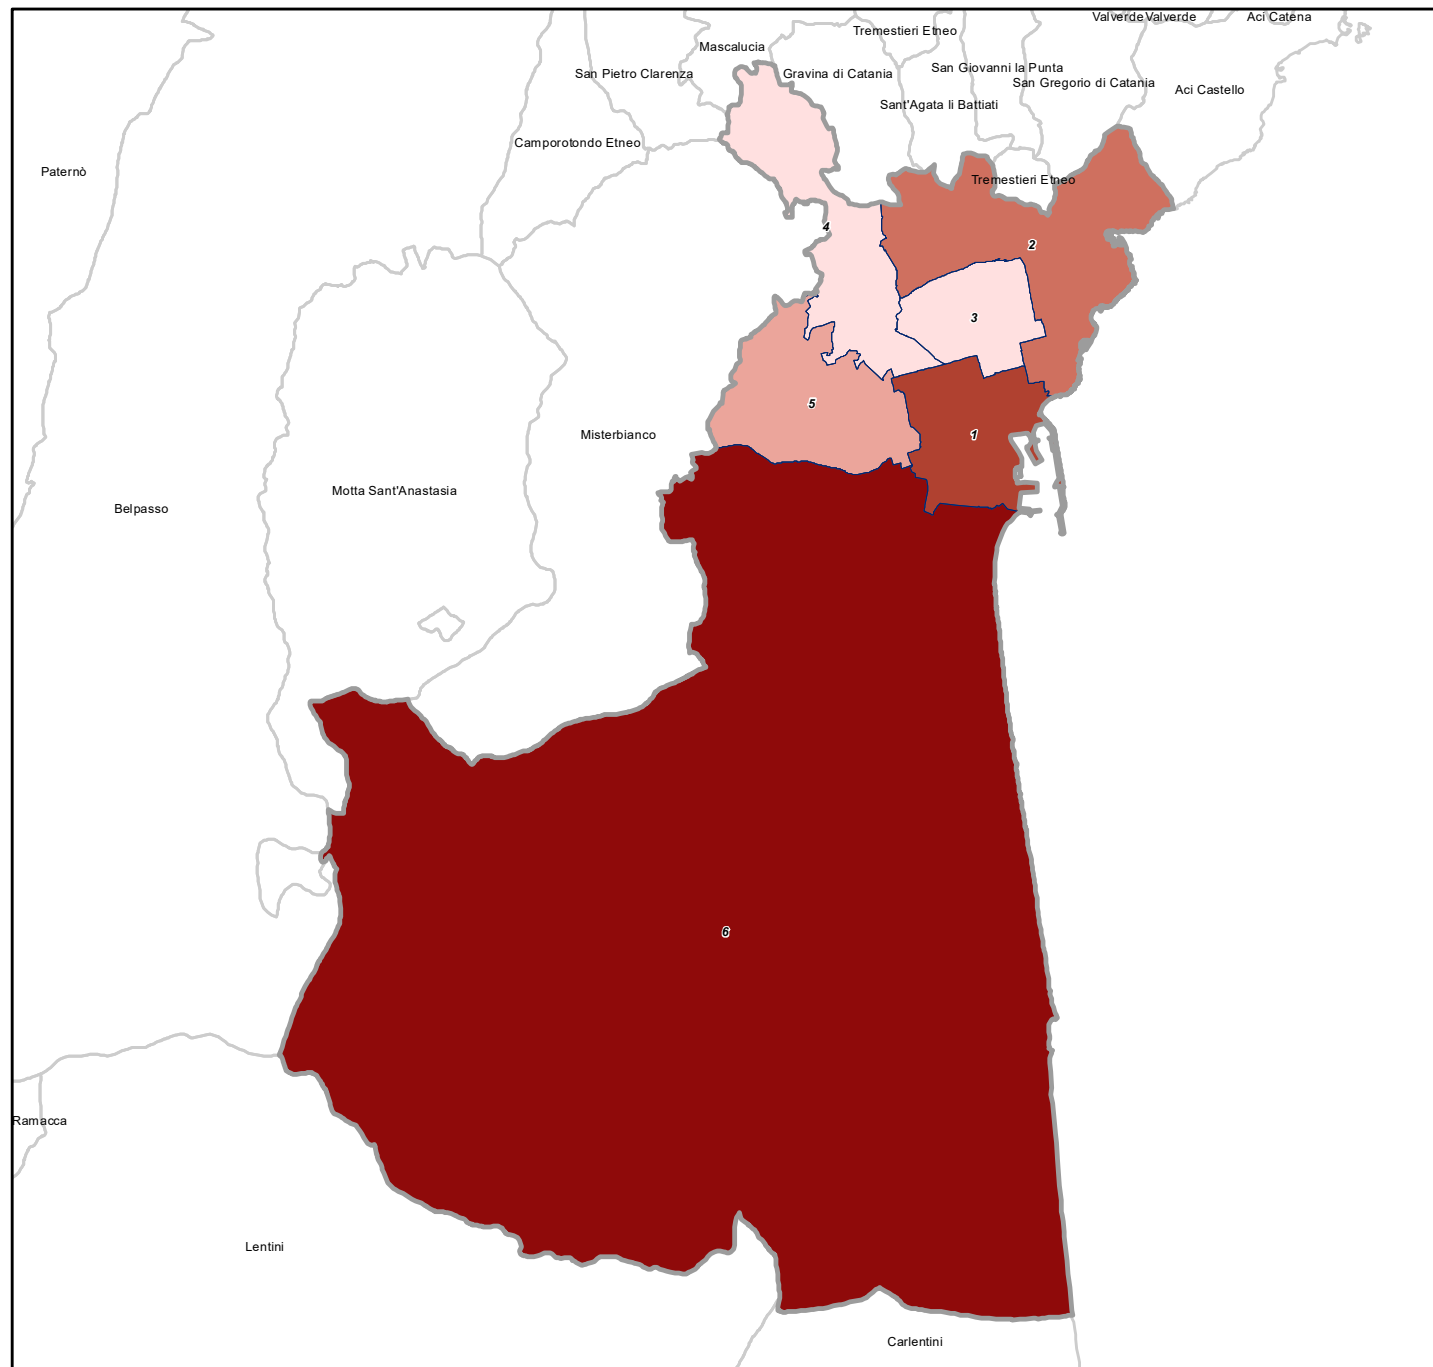 Valverde Valverde
Aci Catena
Tremestieri Etneo
Mascalucia
San Pietro Clarenza
Gravina di Catania
San Giovanni la Punta
San Gregorio di Catania
Aci Castello
Sant'Agata li Battiati
Camporotondo Etneo
Paternò
Tremestieri Etneo
4
2
3
5
1
Misterbianco
Motta Sant'Anastasia
Belpasso
6
Ramacca
Lentini
Carlentini